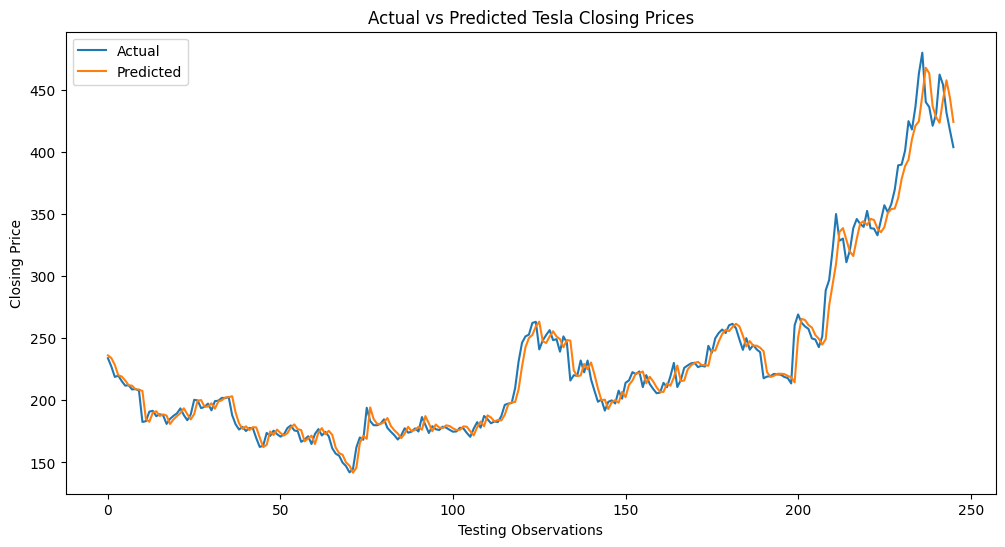 Actual vs Predicted Tesla Closing Prices
Actual
Predicted
450
400
350
300
250
200
150
Closing Price
0
50
100
150
200
250
Testing Observations